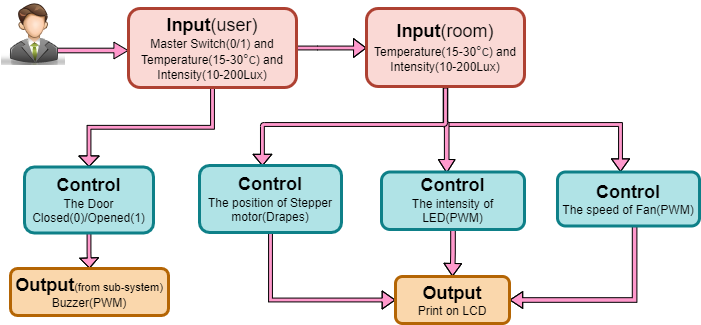 Input(user)
Master Switch(0/1) and
Temperature(15-30°C) and
Intensity(10-200Lux)
Input(room)
Temperature(15-30°C) and
Intensity(10-200Lux)
Control
The Door
Closed(0)/Opened(1)
Control
The position of Stepper
motor(Drapes)
Control
The intensity of
LED(PWM)
Control
The speed of Fan(PWM)
Output(from sub-system)
Buzzer(PWM)
Output
Print on LCD